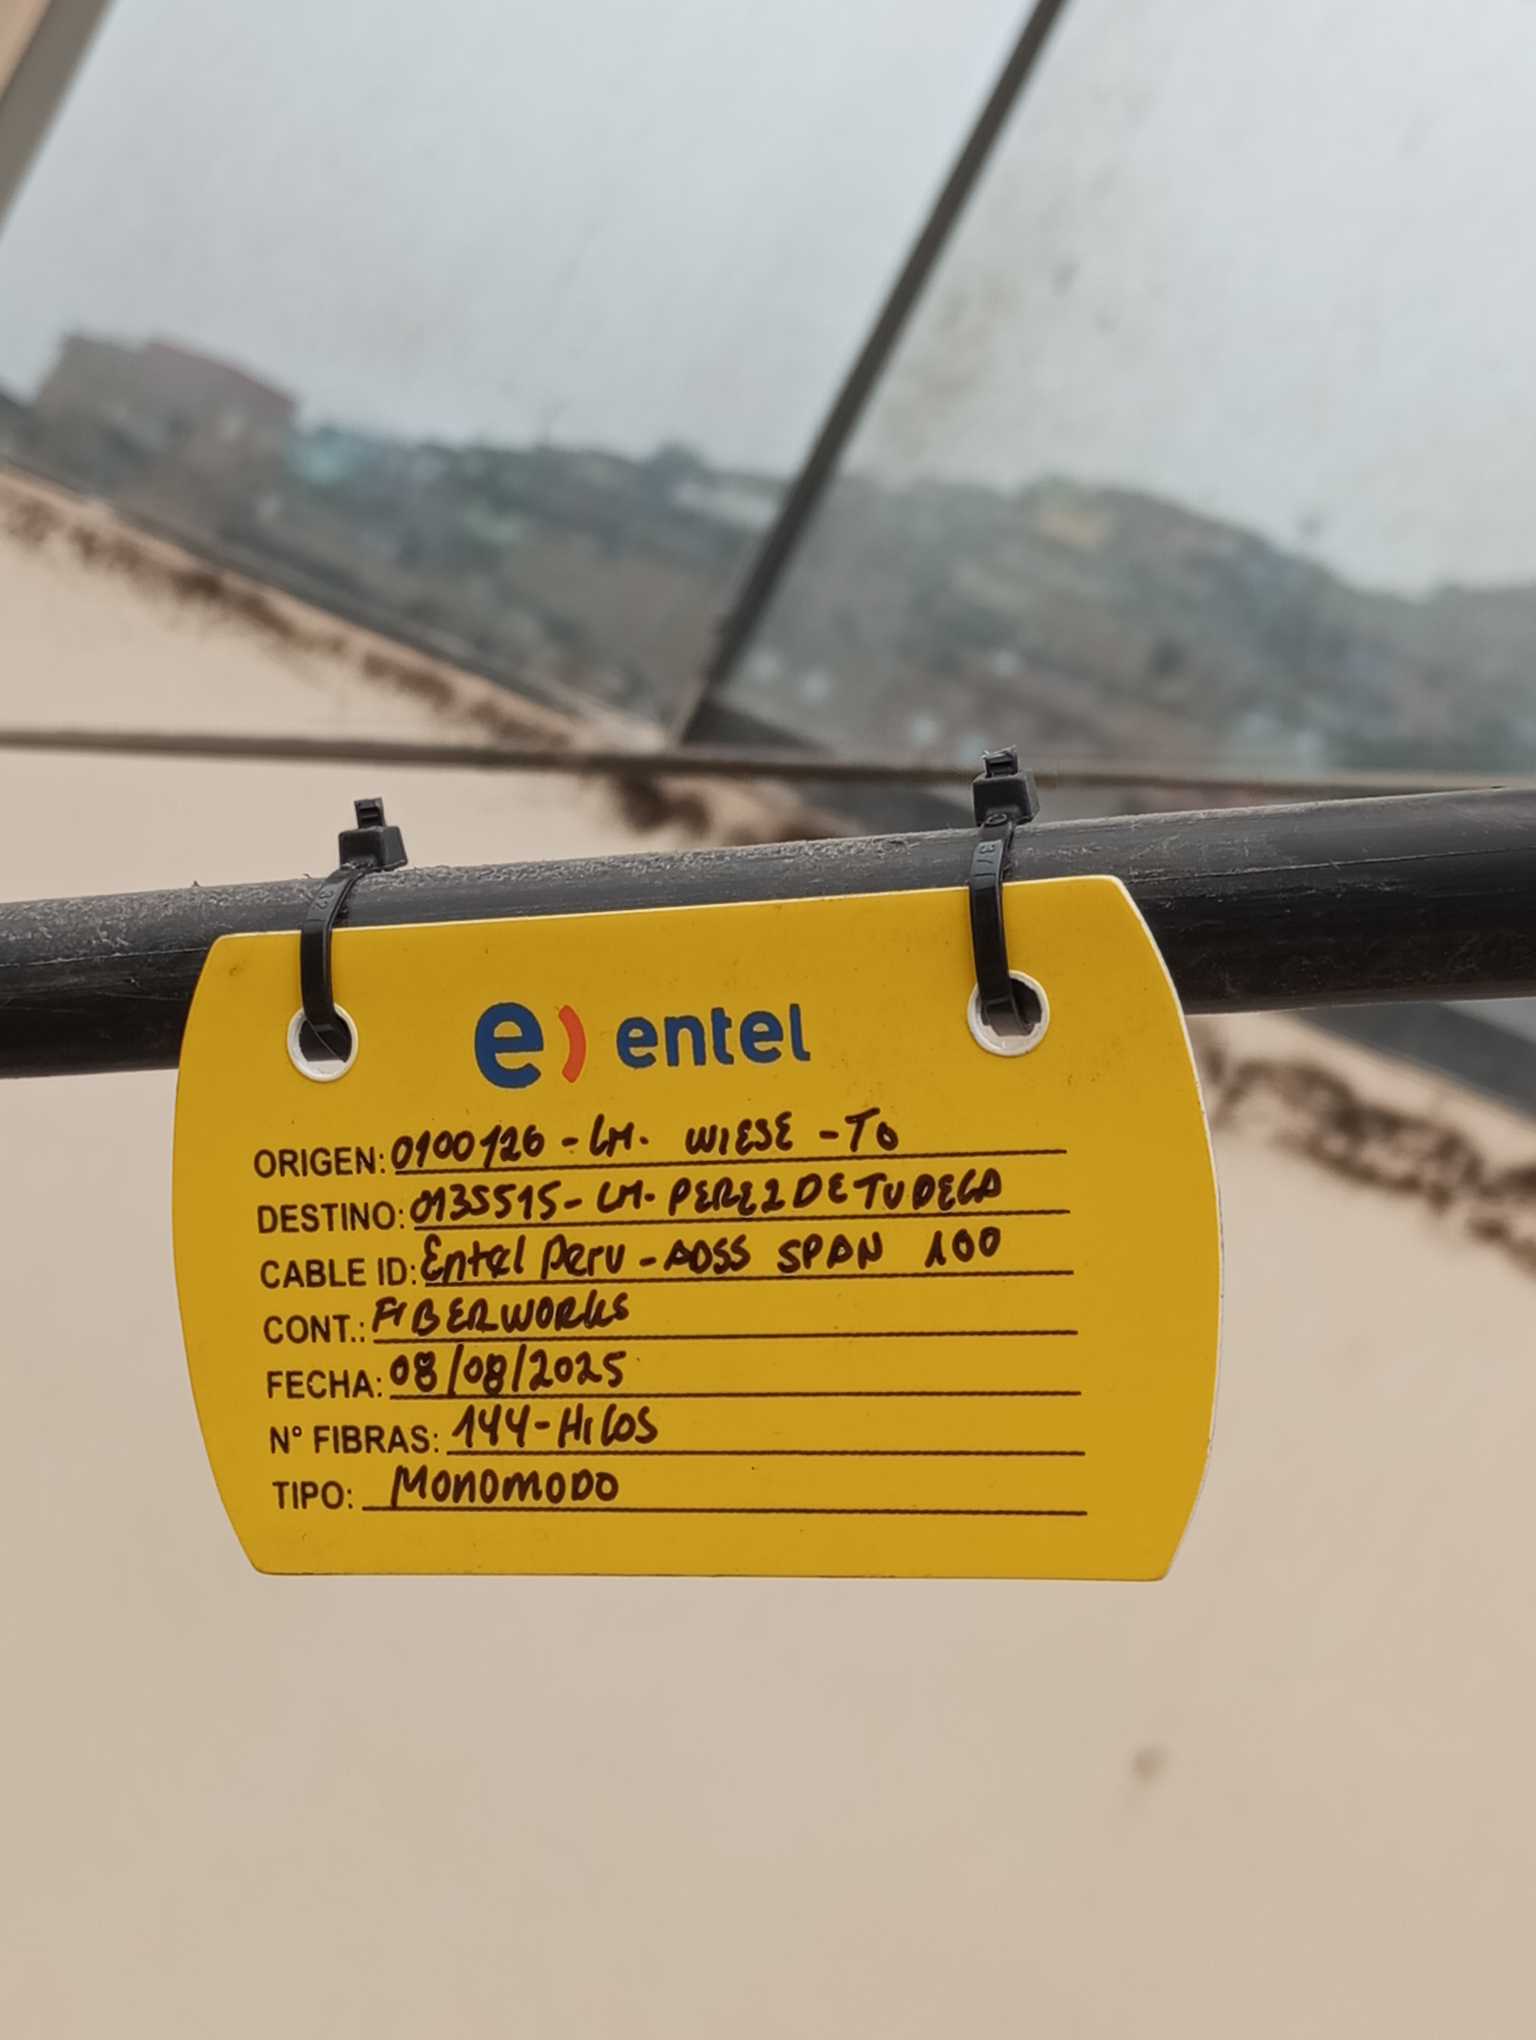 e) entel
ORIGEN: 0100126 - LM. WIESE - TO
DESTINO: 0135515 - LM. PEREZ DE TUDELA
CABLE ID: Entel Peru - ADSS SPAN 100
CONT.: FIBERWORKS
FECHA: 08/08/2025
N° FIBRAS: 144 - HILOS
TIPO: MONOMODO